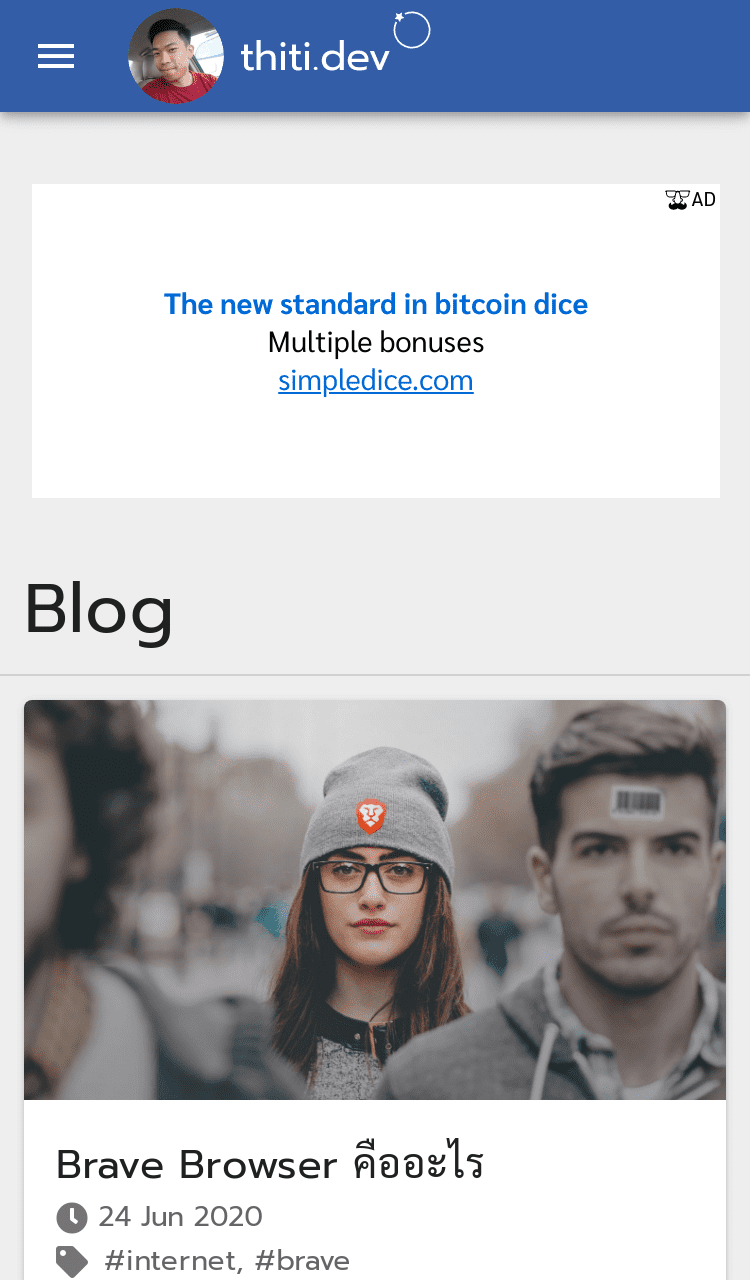 thiti.dev
AD
The new standard in bitcoin dice
Multiple bonuses
simpledice.com
Blog
Brave Browser คืออะไร
24 Jun 2020
#internet, #brave